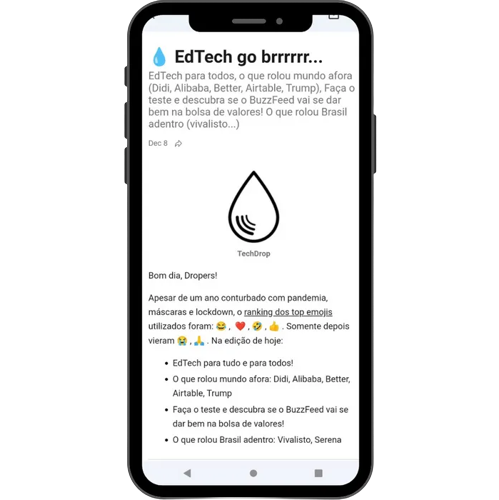 💧 EdTech go brrrrrr...
EdTech para todos, o que rolou mundo afora
(Didi, Alibaba, Better, Airtable, Trump), Faça o
teste e descubra se o BuzzFeed vai se dar
bem na bolsa de valores! O que rolou Brasil
adentro (vivalisto...)
Dec 8
TechDrop
Bom dia, Dropers!
Apesar de um ano conturbado com pandemia,
máscaras e lockdown, o ranking dos top emojis
utilizados foram: 😂, ❤️, 🤣, 👍. Somente depois
vieram 😭, 🙏. Na edição de hoje:
• EdTech para tudo e para todos!
• O que rolou mundo afora: Didi, Alibaba, Better,
Airtable, Trump
• Faça o teste e descubra se o BuzzFeed vai se
dar bem na bolsa de valores!
• O que rolou Brasil adentro: Vivalisto, Serena